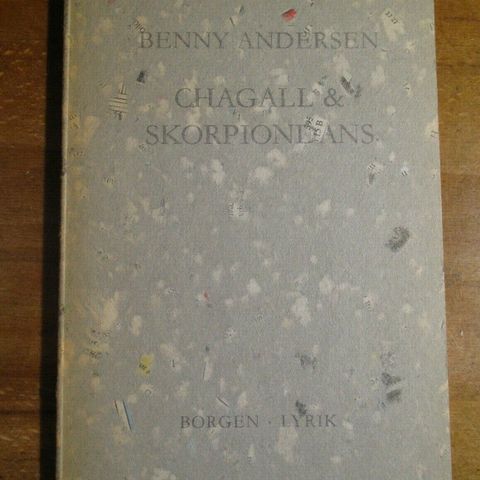 BENNY ANDERSEN
CHAGALL &
SKORPIONDANS
BORGEN · LYRIK